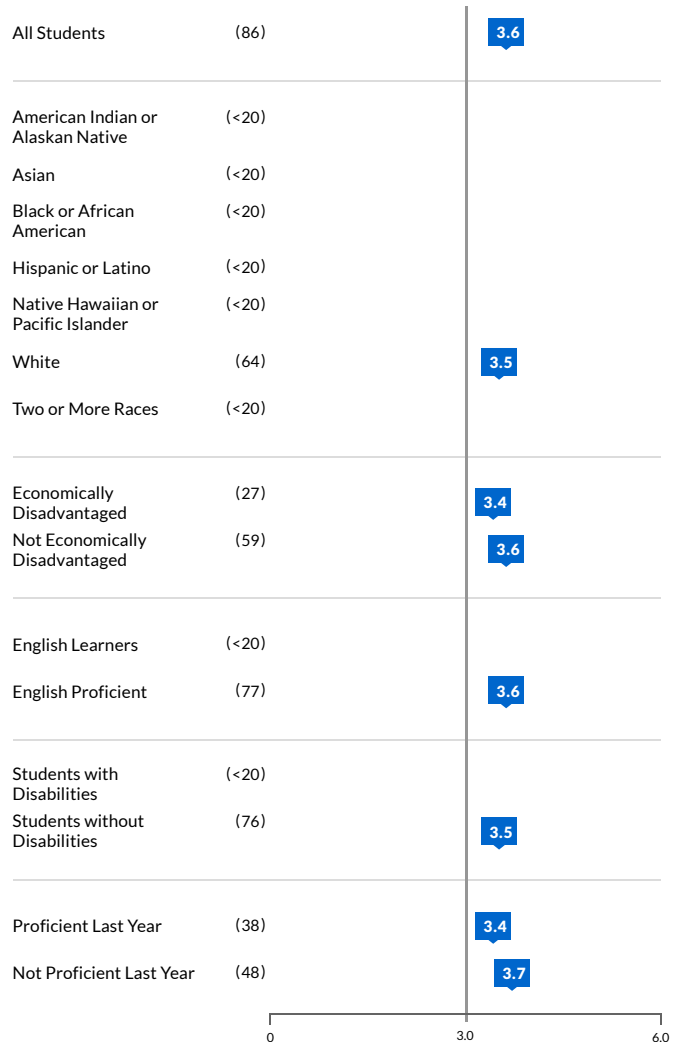 All Students (86) 3.6
American Indian or (<20)
Alaskan Native
Asian (<20)
Black or African (<20)
American
Hispanic or Latino (<20)
Native Hawaiian or (<20)
Pacific Islander
White (64) 3.5
Two or More Races (<20)
Economically (27) 3.4
Disadvantaged
Not Economically (59) 3.6
Disadvantaged
English Learners (<20)
English Proficient (77) 3.6
Students with (<20)
Disabilities
Students without (76) 3.5
Disabilities
Proficient Last Year (38) 3.4
Not Proficient Last Year (48) 3.7
0 3.0 6.0